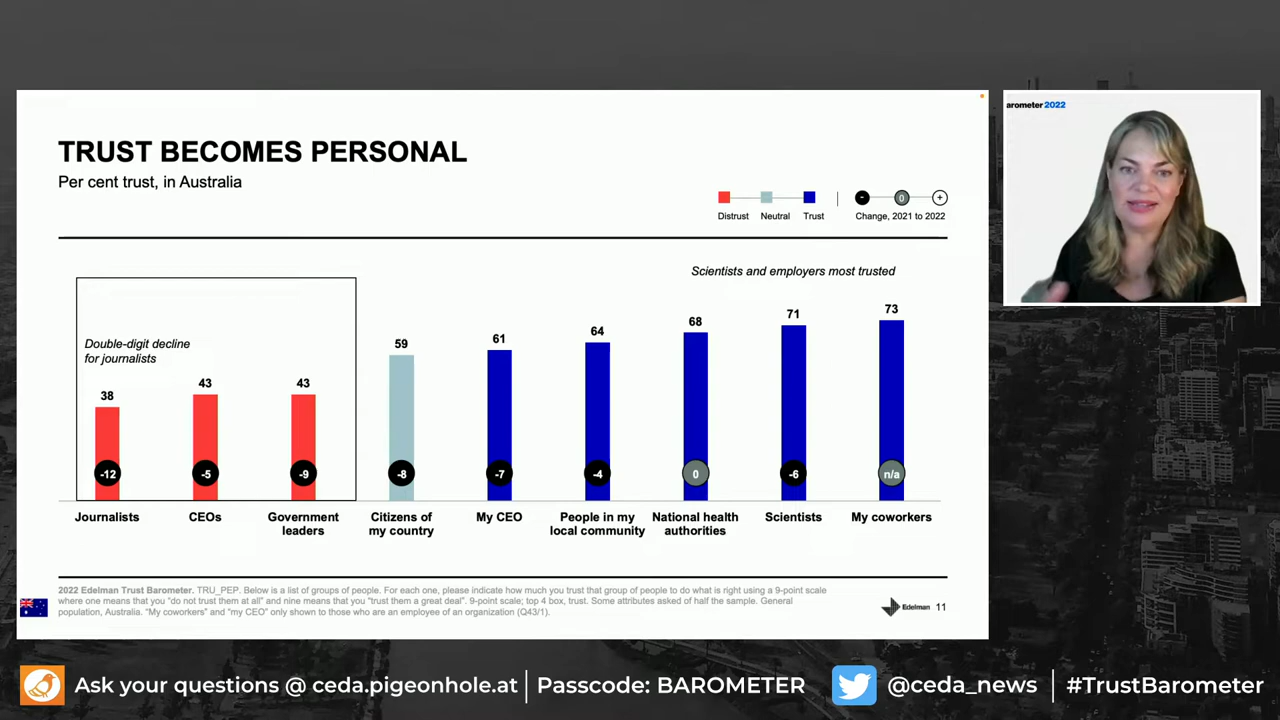 TRUST BECOMES PERSONAL
Per cent trust, in Australia
- 0 +
Distrust Neutral Trust Change, 2021 to 2022
Scientists and employers most trusted
Double-digit decline
for journalists
38 43 43 59 61 64 68 71 73
-12 -5 -9 -8 -7 -4 0 -6 n/a
Journalists CEOs Government leaders Citizens of my country My CEO People in my local community National health authorities Scientists My coworkers
2022 Edelman Trust Barometer. TRU_PEP. Below is a list of groups of people. For each one, please indicate how much you trust that group of people to do what is right using a 9-point scale
where one means that you “do not trust them at all” and nine means that you “trust them a great deal”. 9-point scale; top 4 box, trust. Some attributes asked of half the sample. General
population, Australia. “My coworkers” and “my CEO” only shown to those who are an employee of an organization (Q43/1).
Edelman 11
arometer 2022
Ask your questions @ ceda.pigeonhole.at | Passcode: BAROMETER @ceda_news | #TrustBarometer